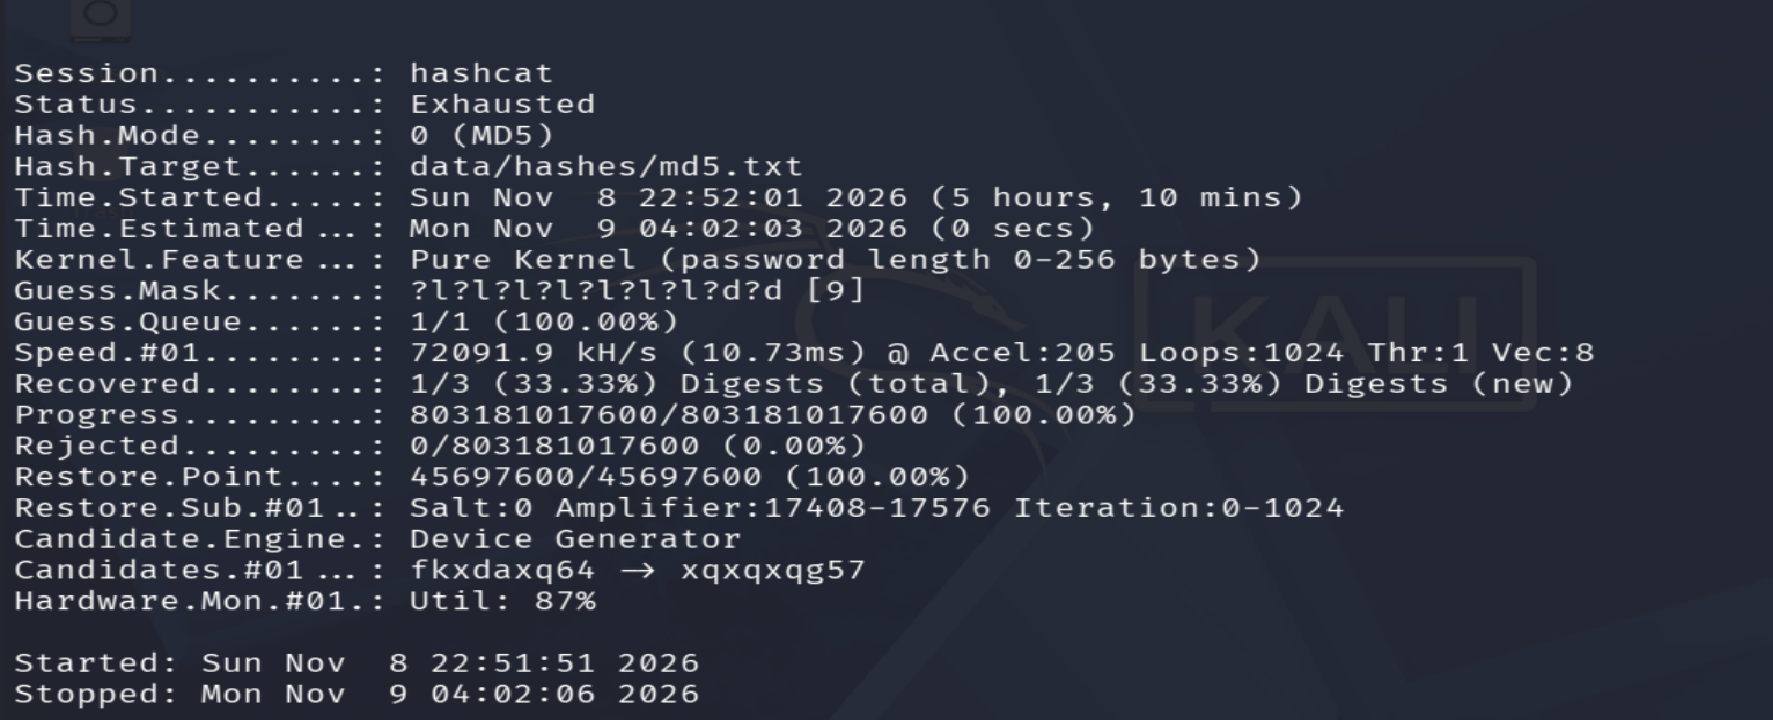 Session..........: hashcat
Status...........: Exhausted
Hash.Mode........: 0 (MD5)
Hash.Target......: data/hashes/md5.txt
Time.Started.....: Sun Nov  8 22:52:01 2026 (5 hours, 10 mins)
Time.Estimated ... : Mon Nov  9 04:02:03 2026 (0 secs)
Kernel.Feature ... : Pure Kernel (password length 0-256 bytes)
Guess.Mask.......: ?l?l?l?l?l?l?l?d?d [9]
Guess.Queue......: 1/1 (100.00%)
Speed.#01........: 72091.9 kH/s (10.73ms) @ Accel:205 Loops:1024 Thr:1 Vec:8
Recovered........: 1/3 (33.33%) Digests (total), 1/3 (33.33%) Digests (new)
Progress.........: 803181017600/803181017600 (100.00%)
Rejected.........: 0/803181017600 (0.00%)
Restore.Point....: 45697600/45697600 (100.00%)
Restore.Sub.#01 .. : Salt:0 Amplifier:17408-17576 Iteration:0-1024
Candidate.Engine.: Device Generator
Candidates.#01 ... : fkxdaxq64 → xqxqxqg57
Hardware.Mon.#01.: Util: 87%
Started: Sun Nov  8 22:51:51 2026
Stopped: Mon Nov  9 04:02:06 2026
KALI